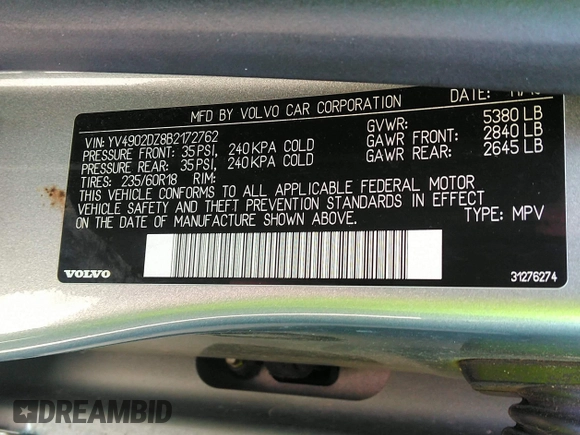 MFD BY VOLVO CAR CORPORATION DATE:
VIN: YV4902DZ8B2172762
PRESSURE FRONT: 35PSI, 240KPA COLD
PRESSURE REAR: 35PSI, 240KPA COLD
TIRES: 235/60R18 RIM:
GVWR: 5380 LB
GAWR FRONT: 2840 LB
GAWR REAR: 2645 LB
THIS VEHICLE CONFORMS TO ALL APPLICABLE FEDERAL MOTOR
VEHICLE SAFETY AND THEFT PREVENTION STANDARDS IN EFFECT
ON THE DATE OF MANUFACTURE SHOWN ABOVE. TYPE: MPV
VOLVO
31276274
DREAMBID